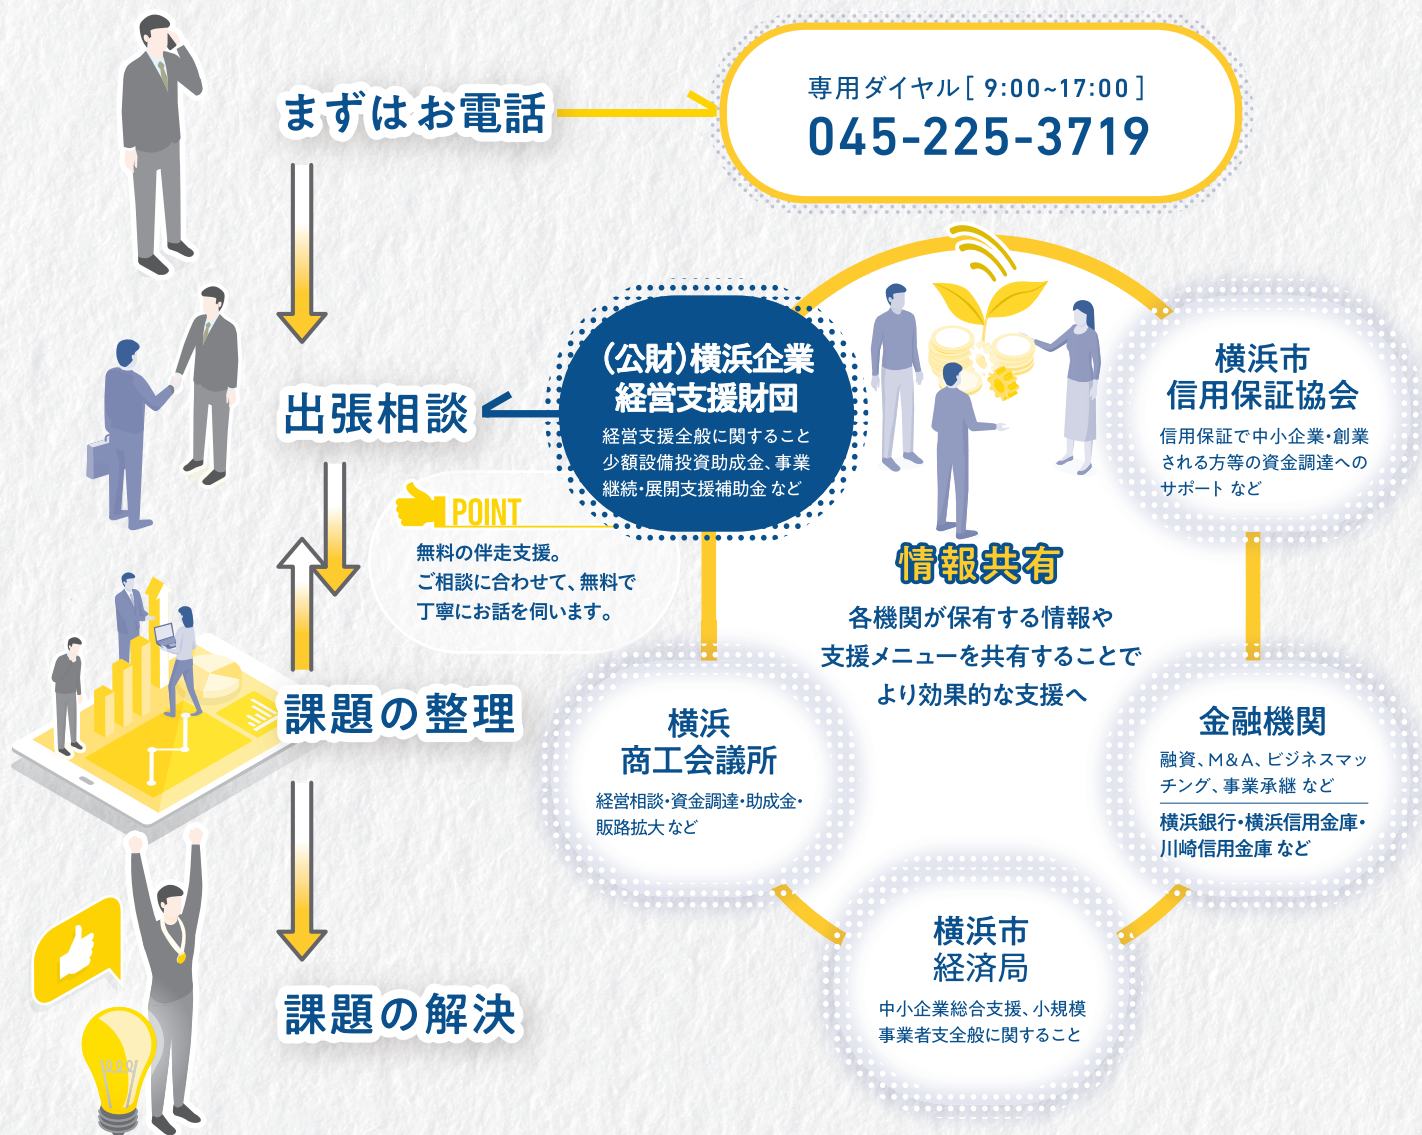 まずはお電話
専用ダイヤル[ 9:00~17:00 ]
045-225-3719
出張相談
POINT
無料の伴走支援。
ご相談に合わせて、無料で
丁寧にお話を伺います。
課題の整理
課題の解決
(公財)横浜企業
経営支援財団
経営支援全般に関すること
少額設備投資助成金、事業
継続・展開支援補助金 など
横浜市
信用保証協会
信用保証で中小企業・創業
される方等の資金調達への
サポート など
情報共有
各機関が保有する情報や
支援メニューを共有することで
より効果的な支援へ
横浜
商工会議所
経営相談・資金調達・助成金・
販路拡大 など
金融機関
融資、M&A、ビジネスマッ
チング、事業承継 など
横浜銀行・横浜信用金庫・
川崎信用金庫 など
横浜市
経済局
中小企業総合支援、小規模
事業者支全般に関すること